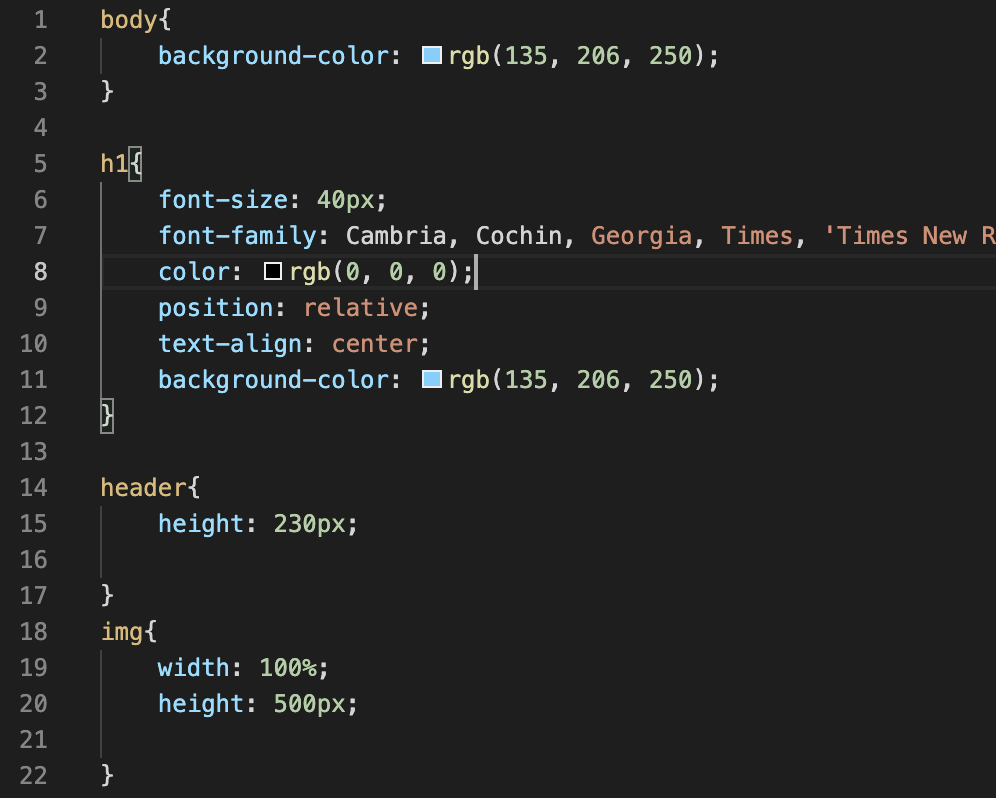 1 body{
2 background-color: rgb(135, 206, 250);
3 }
4
5 h1{
6 font-size: 40px;
7 font-family: Cambria, Cochin, Georgia, Times, 'Times New R
8 color: rgb(0, 0, 0);
9 position: relative;
10 text-align: center;
11 background-color: rgb(135, 206, 250);
12 }
13
14 header{
15 height: 230px;
16
17 }
18 img{
19 width: 100%;
20 height: 500px;
21
22 }